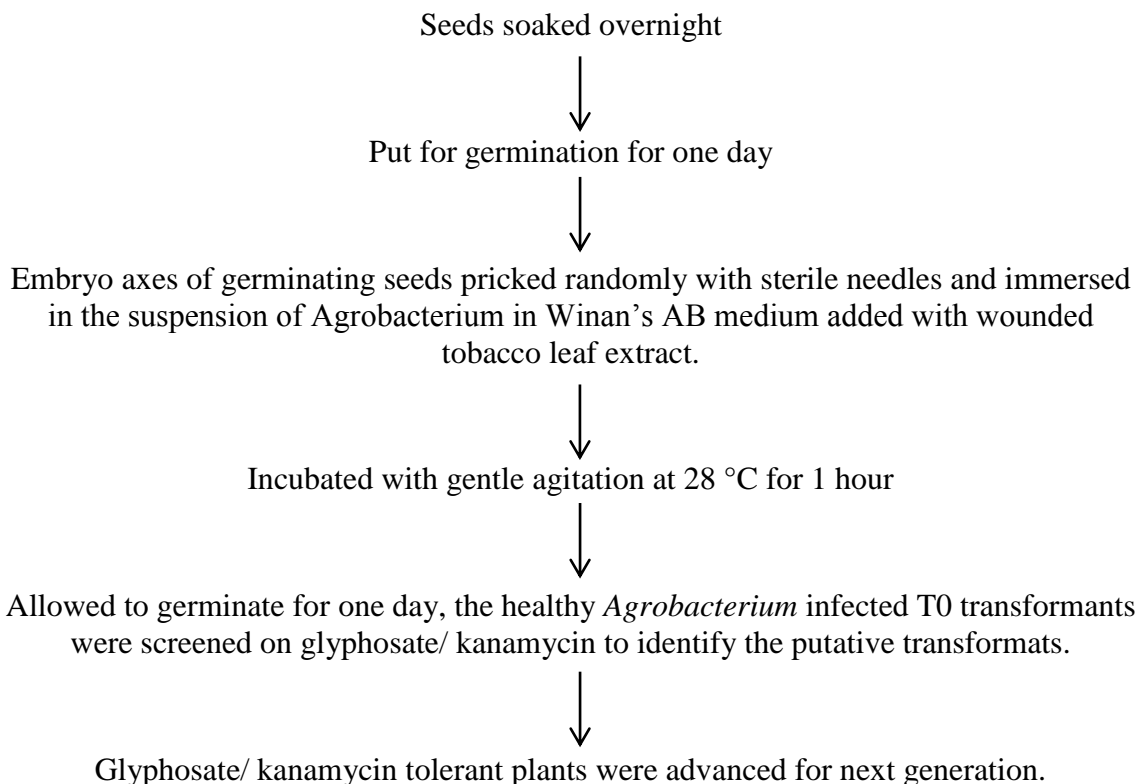 Seeds soaked overnight
Put for germination for one day
Embryo axes of germinating seeds pricked randomly with sterile needles and immersed
in the suspension of Agrobacterium in Winan’s AB medium added with wounded
tobacco leaf extract.
Incubated with gentle agitation at 28 °C for 1 hour
Allowed to germinate for one day, the healthy Agrobacterium infected T0 transformants
were screened on glyphosate/ kanamycin to identify the putative transformats.
Glyphosate/ kanamycin tolerant plants were advanced for next generation.